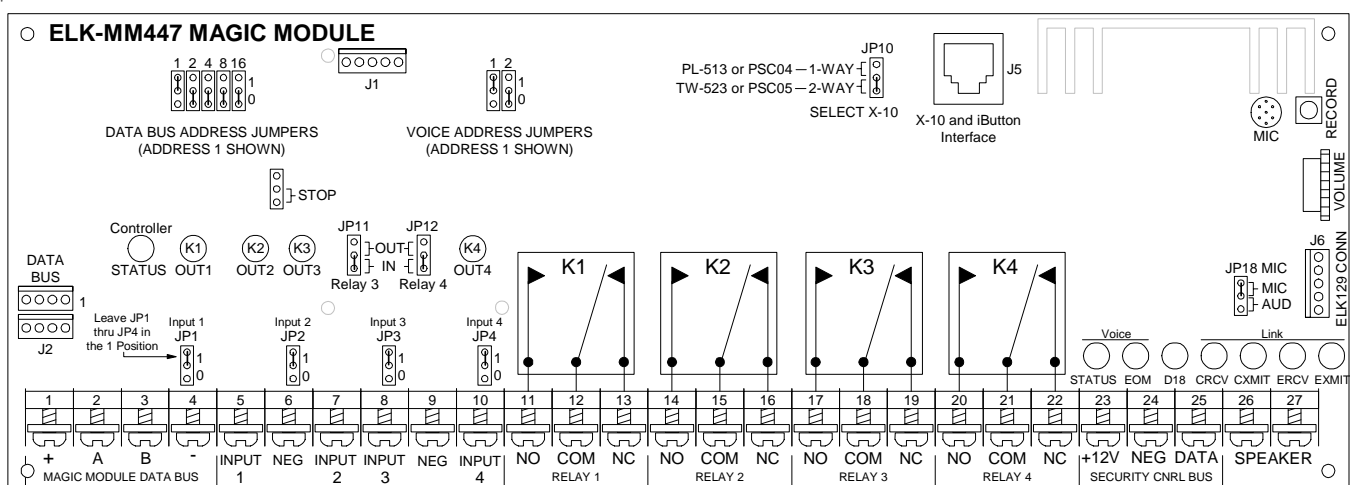 ELK-MM447 MAGIC MODULE
1 2 4 8 16
1
0
DATA BUS ADDRESS JUMPERS
(ADDRESS 1 SHOWN)
J1
1 2
1
0
VOICE ADDRESS JUMPERS
(ADDRESS 1 SHOWN)
JP10
PL-513 or PSC04 — 1-WAY
TW-523 or PSC05 — 2-WAY
SELECT X-10
J5
X-10 and iButton
Interface
MIC
RECORD
VOLUME
STOP
Controller
STATUS
K1
OUT1
K2
OUT2
K3
OUT3
JP11
JP12
OUT
IN
Relay 3
Relay 4
K4
OUT4
K1
K2
K3
K4
J6
ELK129 CONN
JP18 MIC
MIC
AUD
DATA
BUS
1
J2
Leave JP1
thru JP4 in
the 1 Position
Input 1
JP1
1
0
Input 2
JP2
1
0
Input 3
JP3
1
0
Input 4
JP4
1
0
Voice
Link
STATUS EOM D18 CRCV CXMIT ERCV EXMIT
1 2 3 4 5 6 7 8 9 10 11 12 13 14 15 16 17 18 19 20 21 22 23 24 25 26 27
+ A B - INPUT NEG INPUT INPUT NEG INPUT NO COM NC NO COM NC NO COM NC NO COM NC +12V NEG DATA SPEAKER
MAGIC MODULE DATA BUS 1 2 3 4 RELAY 1 RELAY 2 RELAY 3 RELAY 4 SECURITY CNRL BUS